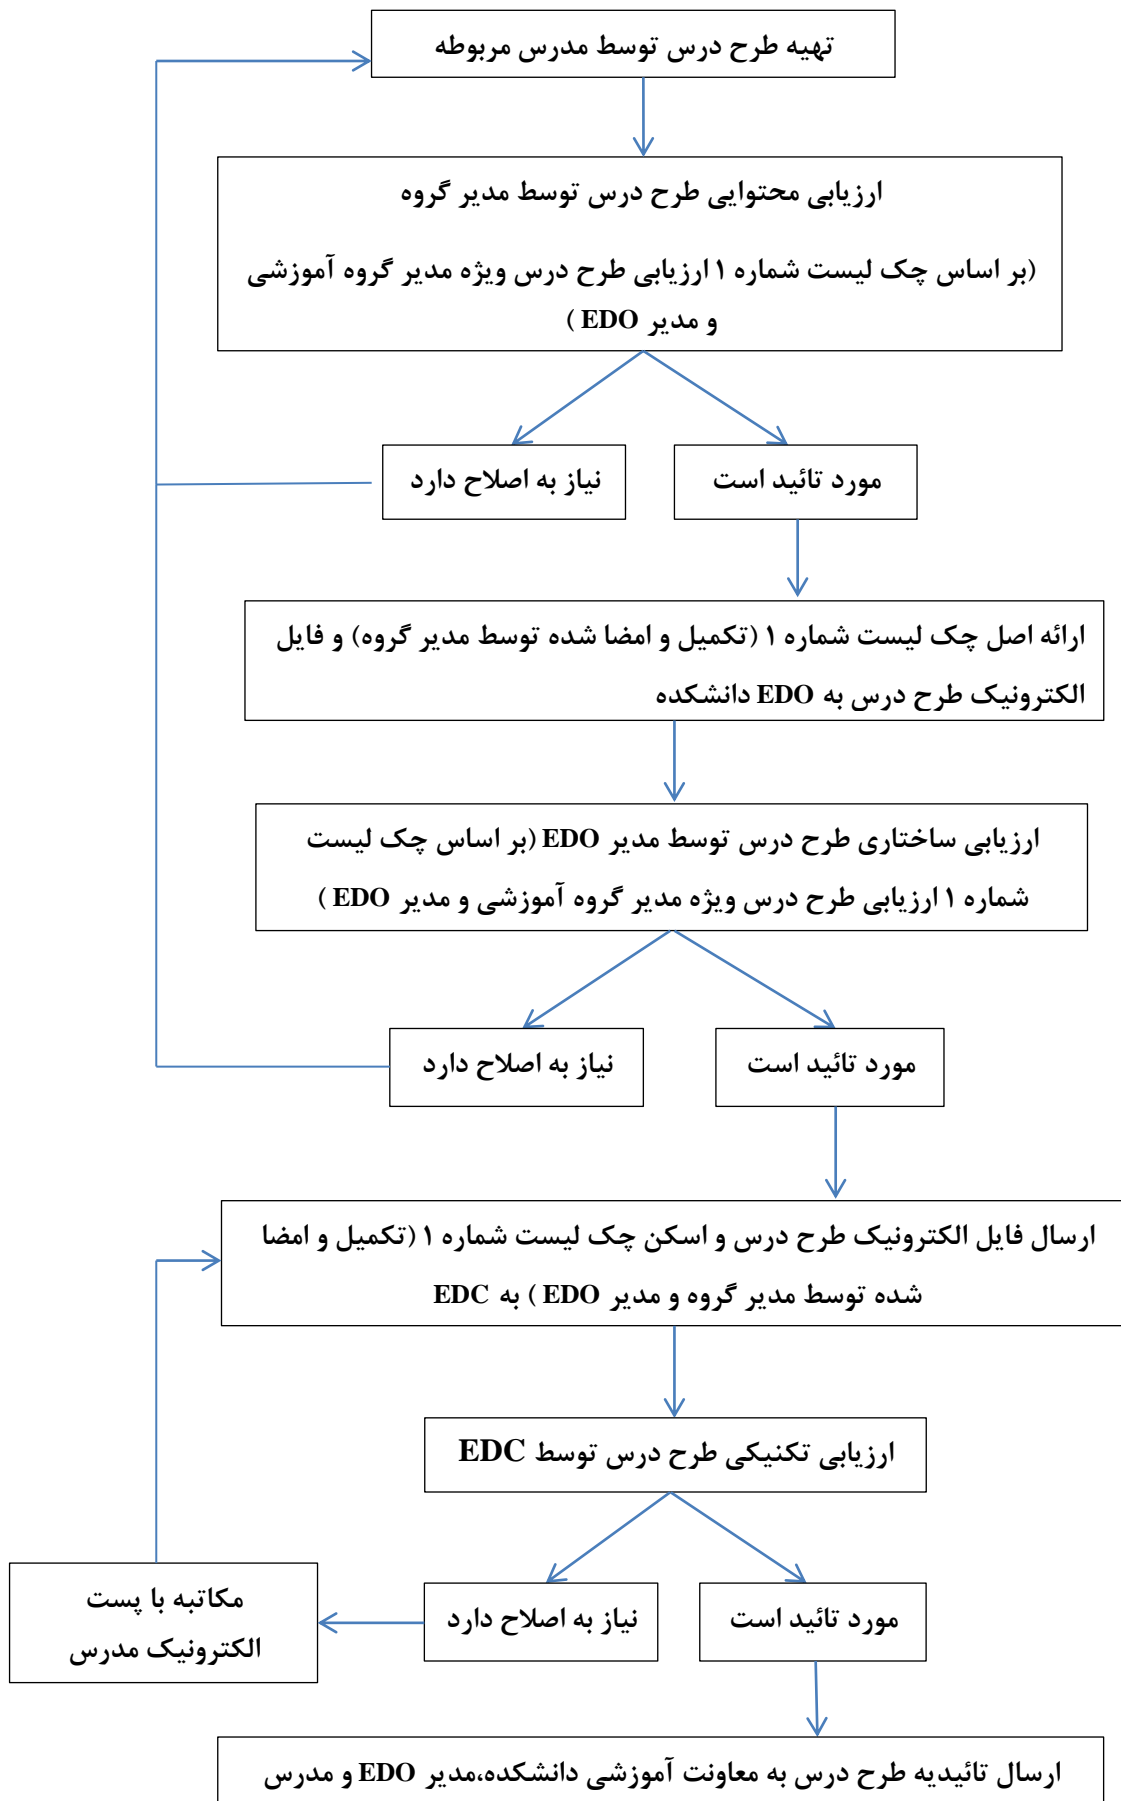 تهیه طرح درس توسط مدرس مربوطه
ارزیابی محتوایی طرح درس توسط مدیر گروه
(بر اساس چک لیست شماره ۱ ارزیابی طرح درس ویژه مدیر گروه آموزشی
و مدیر EDO )
مورد تائید است
نیاز به اصلاح دارد
ارائه اصل چک لیست شماره ۱ (تکمیل و امضا شده توسط مدیر گروه) و فایل
الکترونیک طرح درس به EDO دانشکده
ارزیابی ساختاری طرح درس توسط مدیر EDO (بر اساس چک لیست
شماره ۱ ارزیابی طرح درس ویژه مدیر گروه آموزشی و مدیر EDO )
مورد تائید است
نیاز به اصلاح دارد
ارسال فایل الکترونیک طرح درس و اسکن چک لیست شماره ۱ (تکمیل و امضا
شده توسط مدیر گروه و مدیر EDO ) به EDC
ارزیابی تکنیکی طرح درس توسط EDC
مورد تائید است
نیاز به اصلاح دارد
مکاتبه با پست
الکترونیک مدرس
ارسال تائیدیه طرح درس به معاونت آموزشی دانشکده،مدیر EDO و مدرس